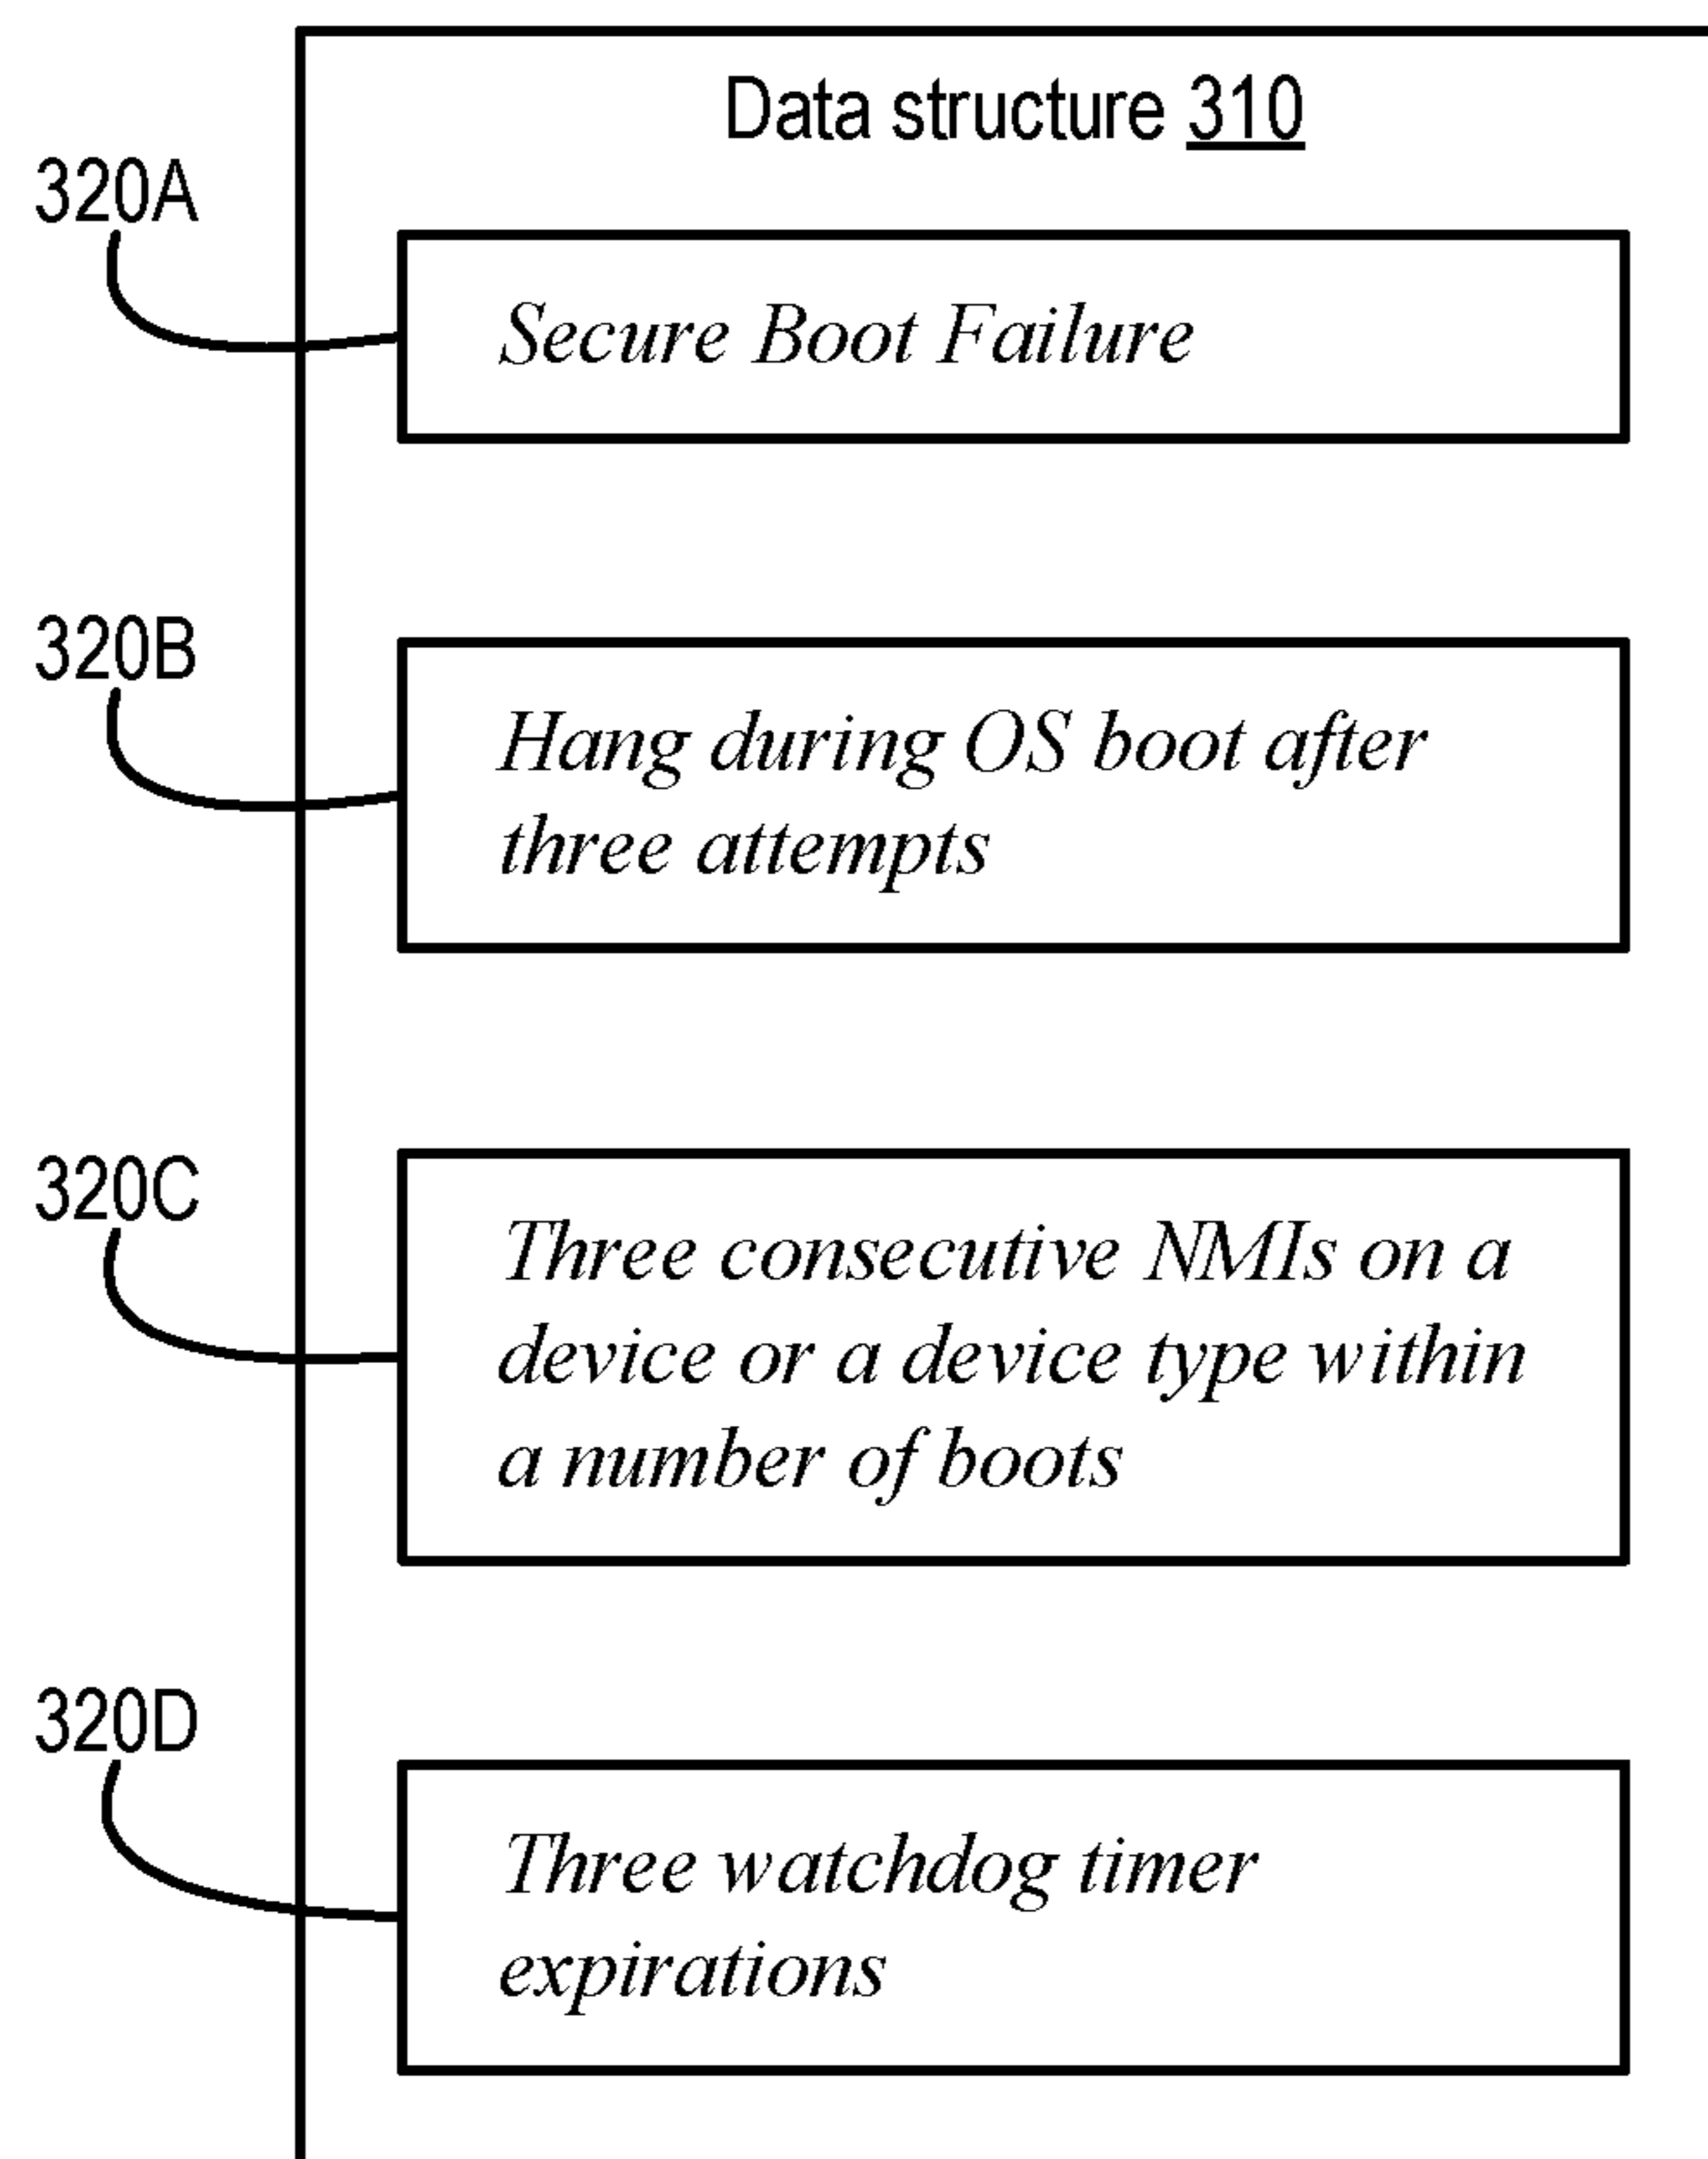 Data structure 310
320A
Secure Boot Failure
320B
Hang during OS boot after
three attempts
320C
Three consecutive NMIs on a
device or a device type within
a number of boots
320D
Three watchdog timer
expirations